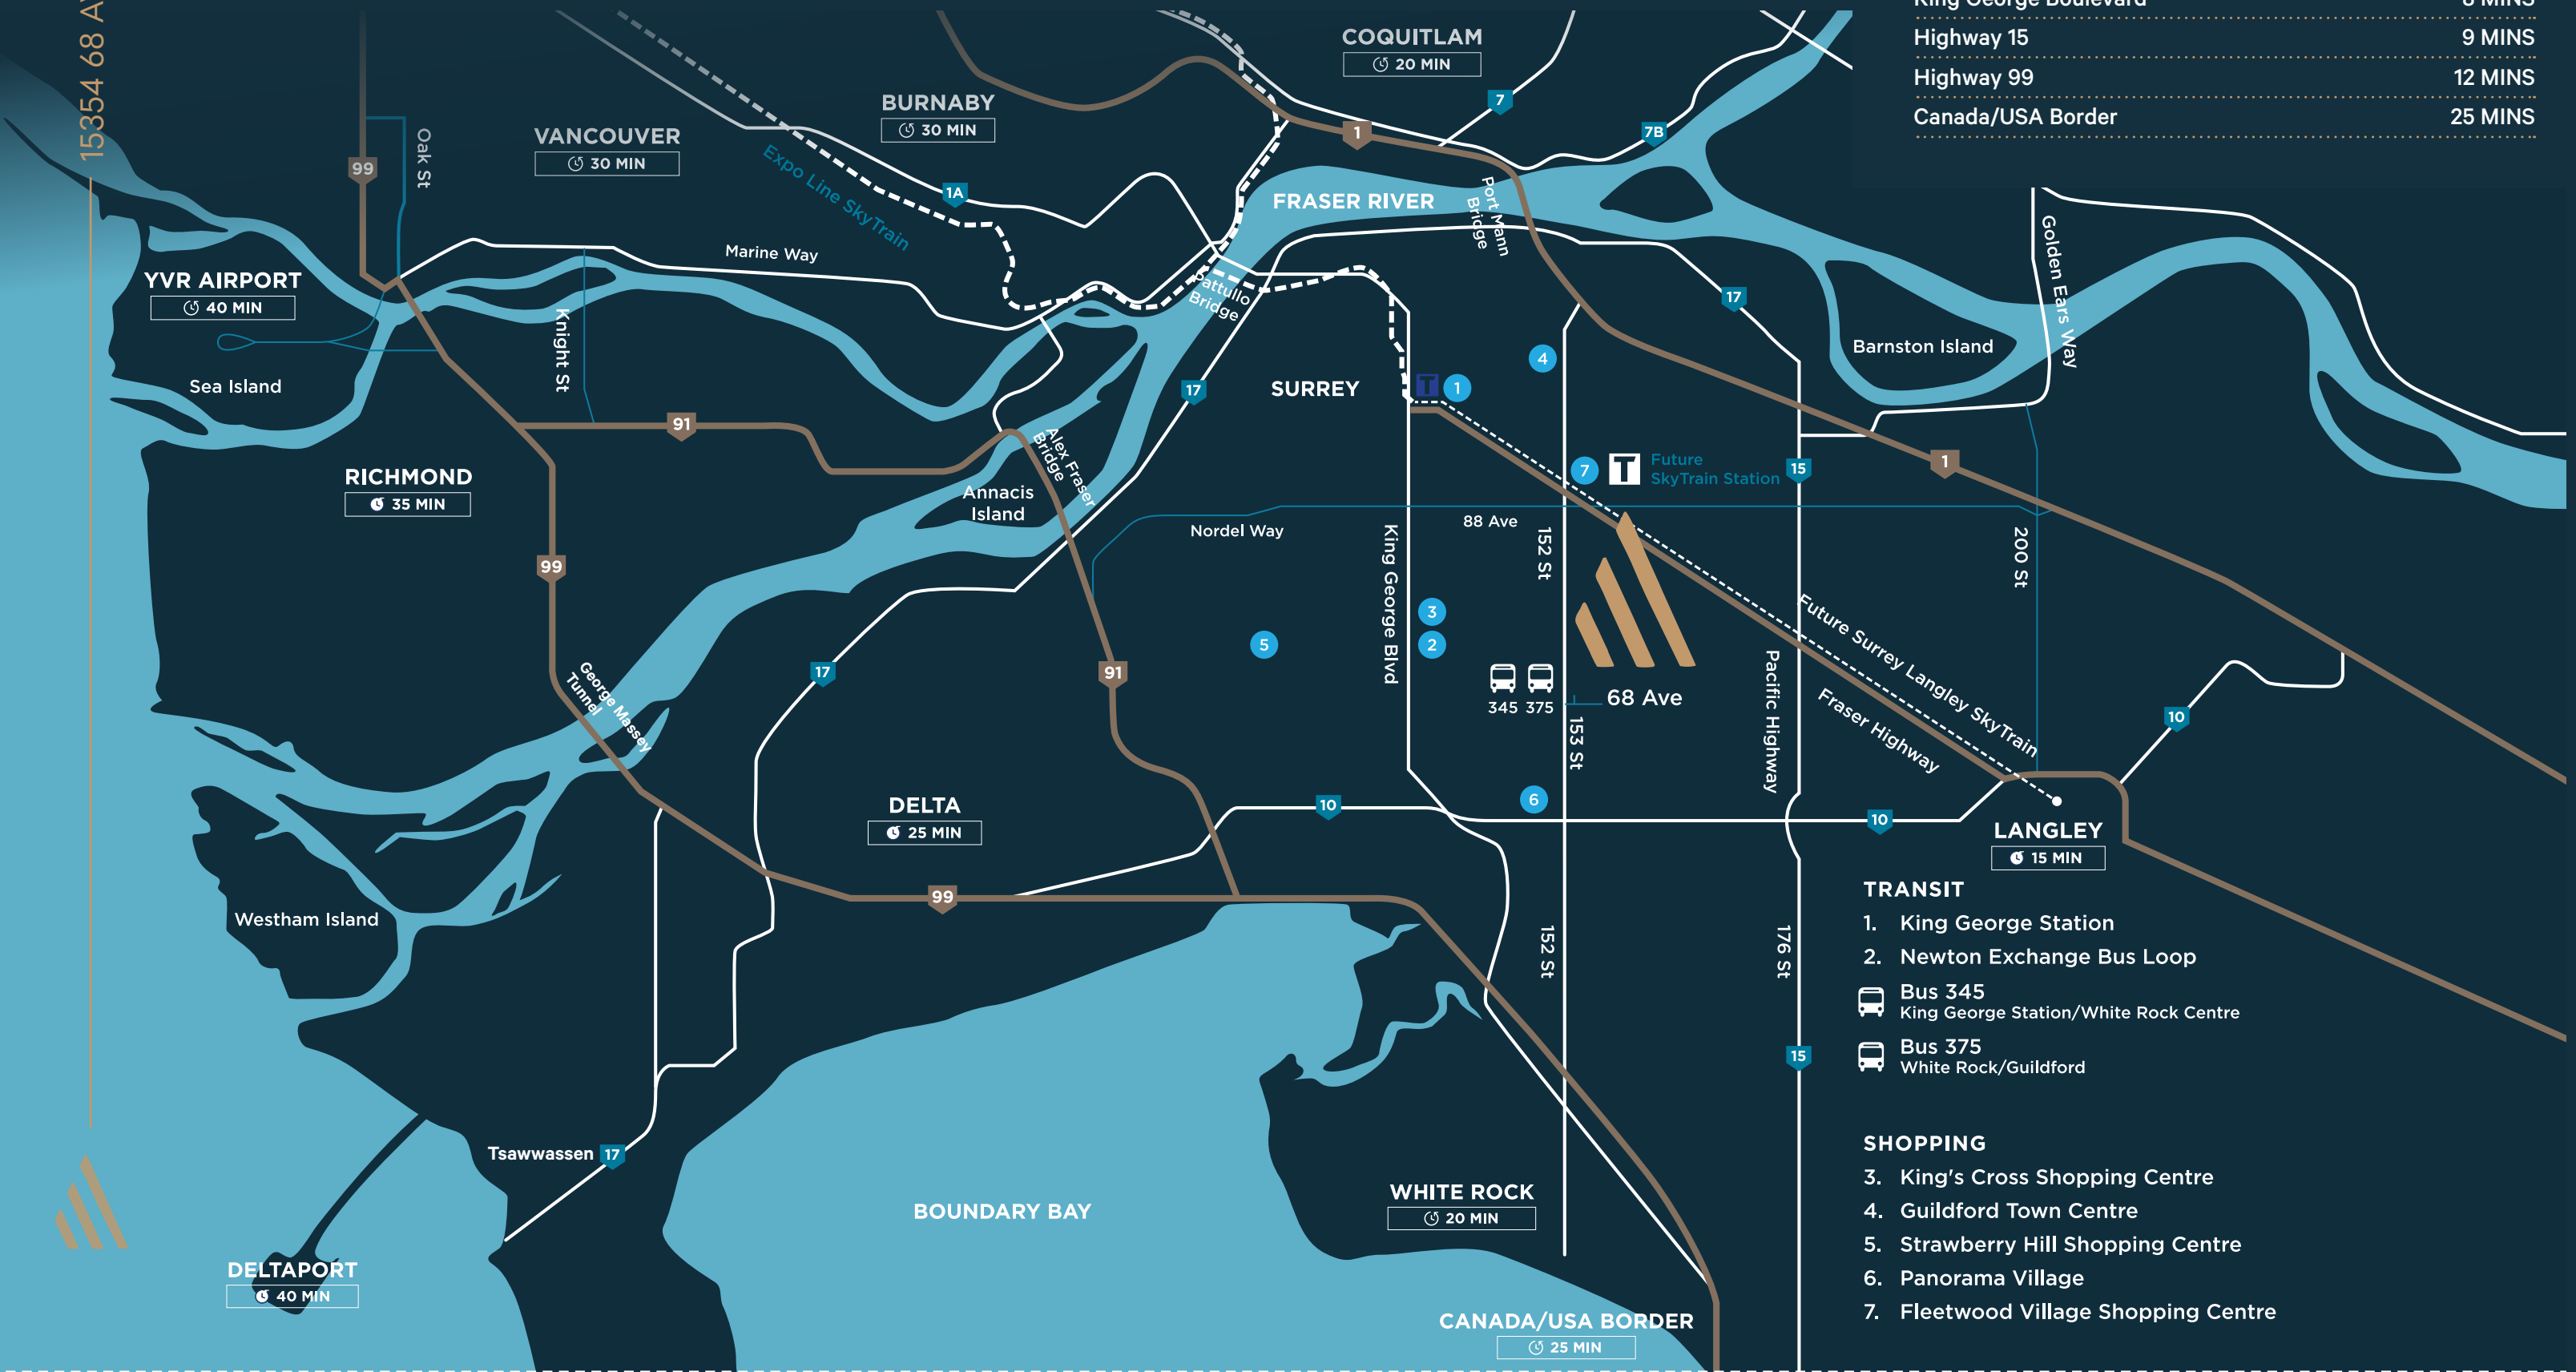 15354 68 A
King George Boulevard 8 MINS
Highway 15 9 MINS
Highway 99 12 MINS
Canada/USA Border 25 MINS
COQUITLAM
20 MIN
BURNABY
30 MIN
VANCOUVER
30 MIN
Expo Line SkyTrain
99
Oak St
1A
1
7
7B
FRASER RIVER
Port Mann
Bridge
Golden Ears Way
Marine Way
Pattullo
Bridge
YVR AIRPORT
40 MIN
Sea Island
Knight St
17
17
Barnston Island
SURREY
4
T
1
91
Alex Fraser
Bridge
RICHMOND
35 MIN
Annacis
Island
7
T
Future
SkyTrain Station
15
1
Nordel Way
88 Ave
152 St
King George Blvd
200 St
99
3
2
5
George Massey
Tunnel
17
91
345 375
68 Ave
153 St
Pacific Highway
Future Surrey Langley SkyTrain
Fraser Highway
10
DELTA
25 MIN
10
6
10
LANGLEY
15 MIN
99
Westham Island
152 St
176 St
15
Tsawwassen 17
BOUNDARY BAY
WHITE ROCK
20 MIN
DELTAPORT
40 MIN
CANADA/USA BORDER
25 MIN
TRANSIT
1. King George Station
2. Newton Exchange Bus Loop
Bus 345
King George Station/White Rock Centre
Bus 375
White Rock/Guildford
SHOPPING
3. King's Cross Shopping Centre
4. Guildford Town Centre
5. Strawberry Hill Shopping Centre
6. Panorama Village
7. Fleetwood Village Shopping Centre